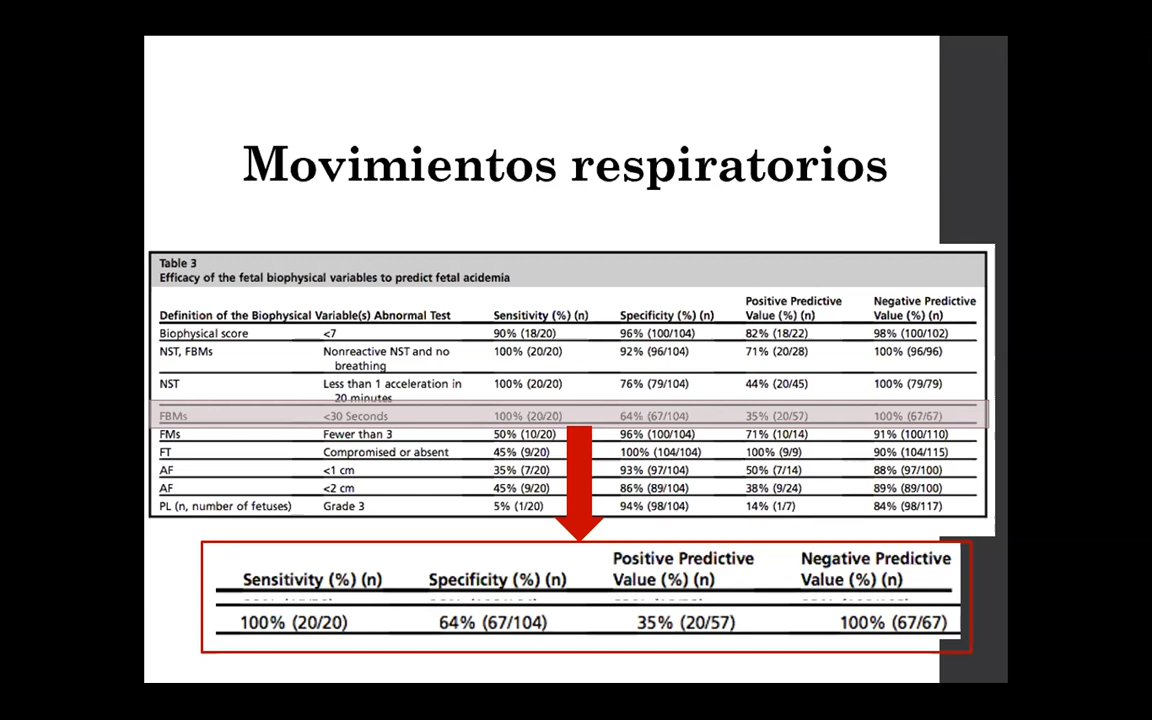 Movimientos respiratorios
Table 3
Efficacy of the fetal biophysical variables to predict fetal acidemia
Definition of the Biophysical Variable(s) Abnormal Test Sensitivity (%) (n) Specificity (%) (n) Positive Predictive Value (%) (n) Negative Predictive Value (%) (n)
Biophysical score <7 90% (18/20) 96% (100/104) 82% (18/22) 98% (100/102)
NST, FBMs Nonreactive NST and no breathing 100% (20/20) 92% (96/104) 71% (20/28) 100% (96/96)
NST Less than 1 acceleration in 20 minutes 100% (20/20) 76% (79/104) 44% (20/45) 100% (79/79)
FBMs <30 Seconds 100% (20/20) 64% (67/104) 35% (20/57) 100% (67/67)
FMs Fewer than 3 50% (10/20) 96% (100/104) 71% (10/14) 91% (100/110)
FT Compromised or absent 45% (9/20) 100% (104/104) 100% (9/9) 90% (104/115)
AF <1 cm 35% (7/20) 93% (97/104) 50% (7/14) 88% (97/100)
AF <2 cm 45% (9/20) 86% (89/104) 38% (9/24) 89% (89/100)
PL (n, number of fetuses) Grade 3 5% (1/20) 94% (98/104) 14% (1/7) 84% (98/117)
Sensitivity (%) (n) Specificity (%) (n) Positive Predictive Value (%) (n) Negative Predictive Value (%) (n)
100% (20/20) 64% (67/104) 35% (20/57) 100% (67/67)